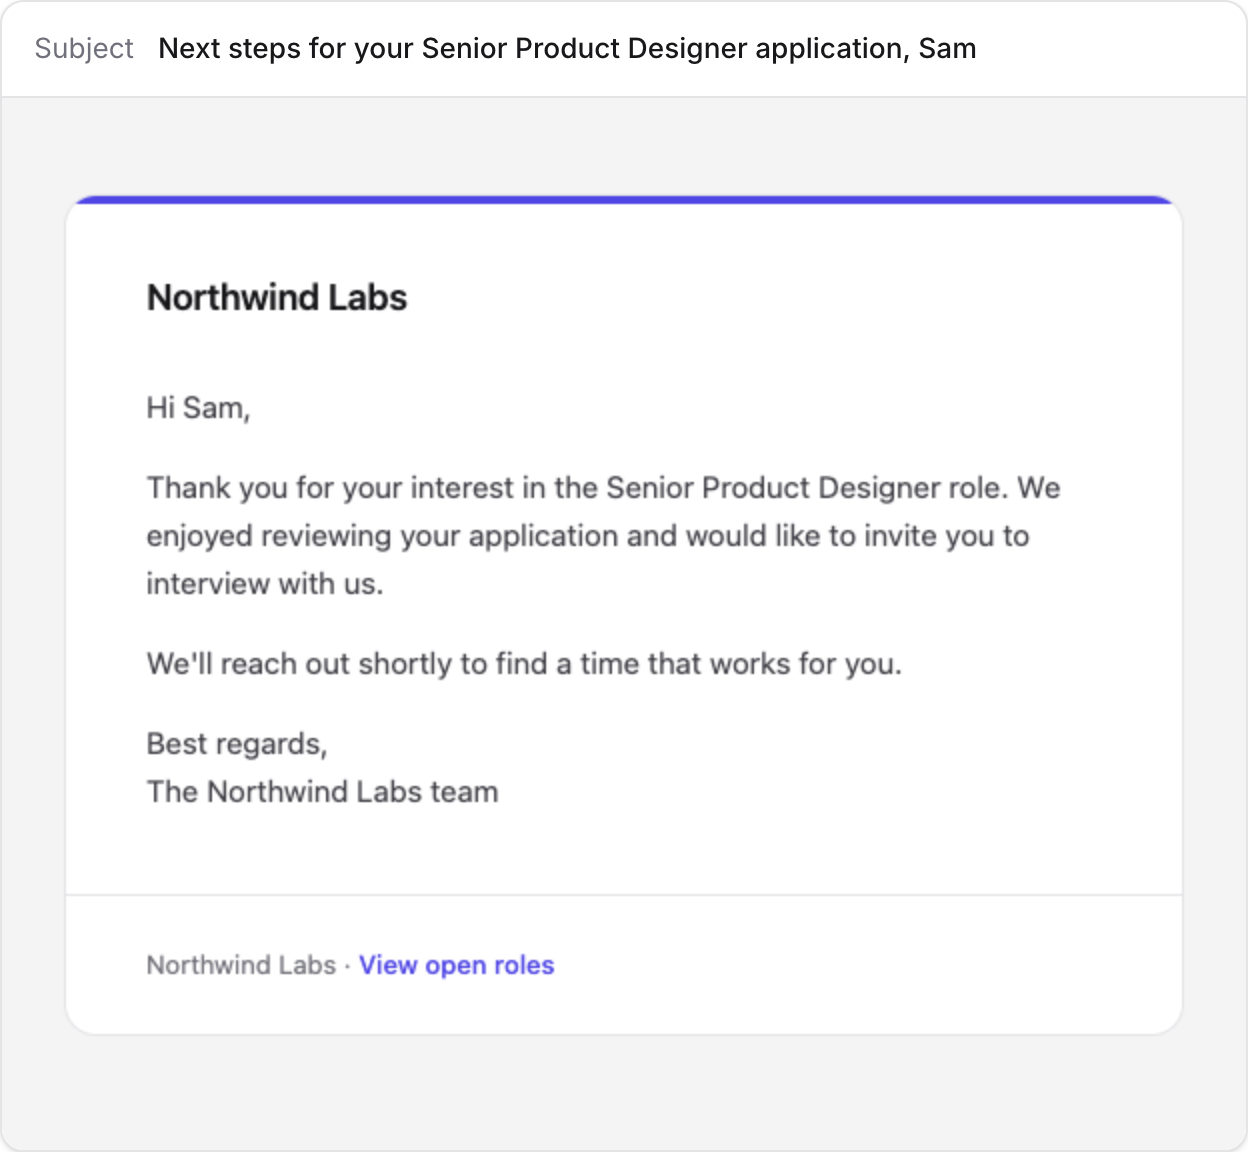 Subject Next steps for your Senior Product Designer application, Sam
Northwind Labs
Hi Sam,
Thank you for your interest in the Senior Product Designer role. We
enjoyed reviewing your application and would like to invite you to
interview with us.
We'll reach out shortly to find a time that works for you.
Best regards,
The Northwind Labs team
Northwind Labs · View open roles